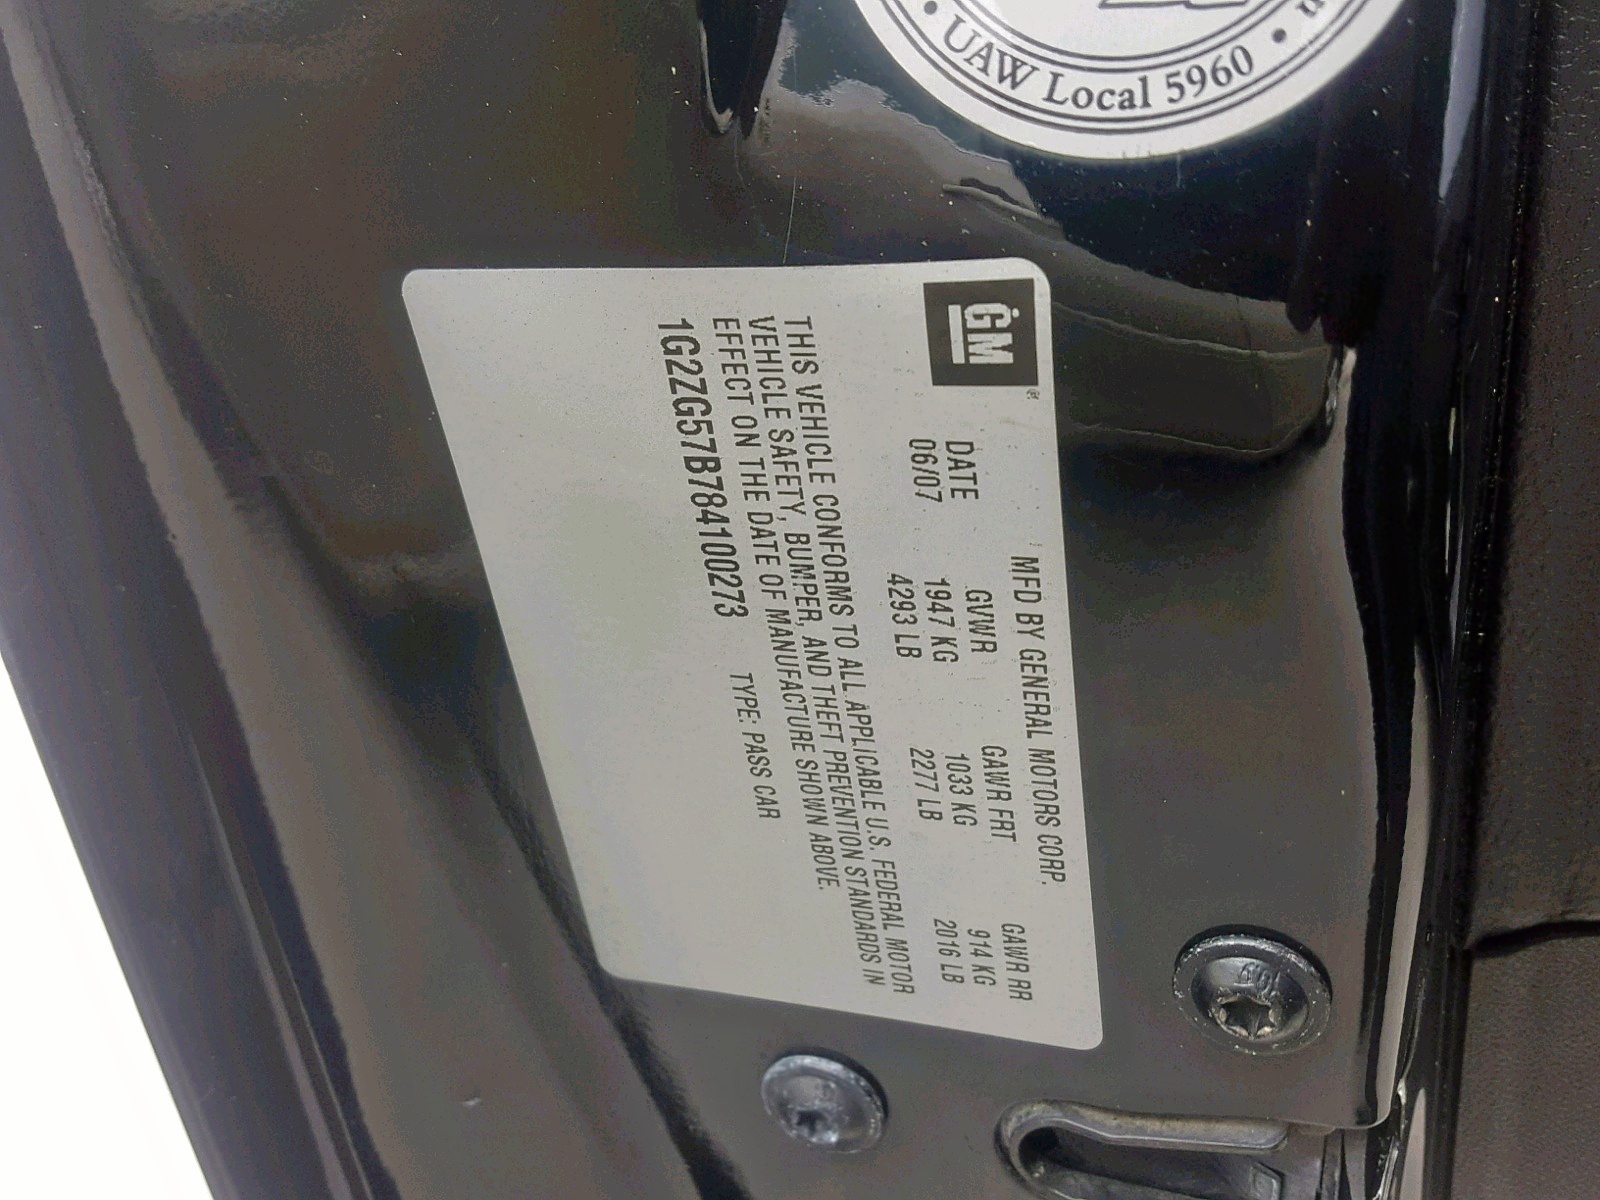 • UAW Local 5960 •
GM
MFD BY GENERAL MOTORS CORP.
DATE GVWR GAWR FRT GAWR RR
06/07 1947 KG 1033 KG 914 KG
4293 LB 2277 LB 2016 LB
THIS VEHICLE CONFORMS TO ALL APPLICABLE U.S. FEDERAL MOTOR
VEHICLE SAFETY, BUMPER, AND THEFT PREVENTION STANDARDS IN
EFFECT ON THE DATE OF MANUFACTURE SHOWN ABOVE.
1G2ZG57B784100273 TYPE: PASS CAR